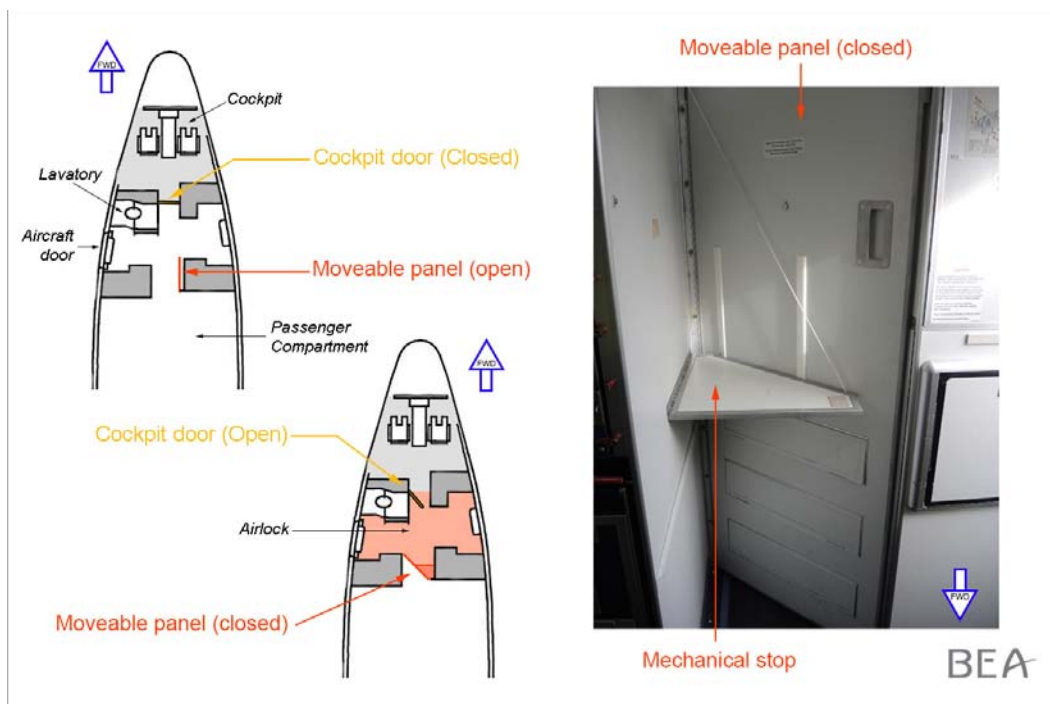 FWD
Cockpit
Cockpit door (Closed)
Lavatory
Aircraft
door
Moveable panel (open)
Passenger
Compartment
FWD
Cockpit door (Open)
Airlock
Moveable panel (closed)
Moveable panel (closed)
FWD
Mechanical stop
BEA